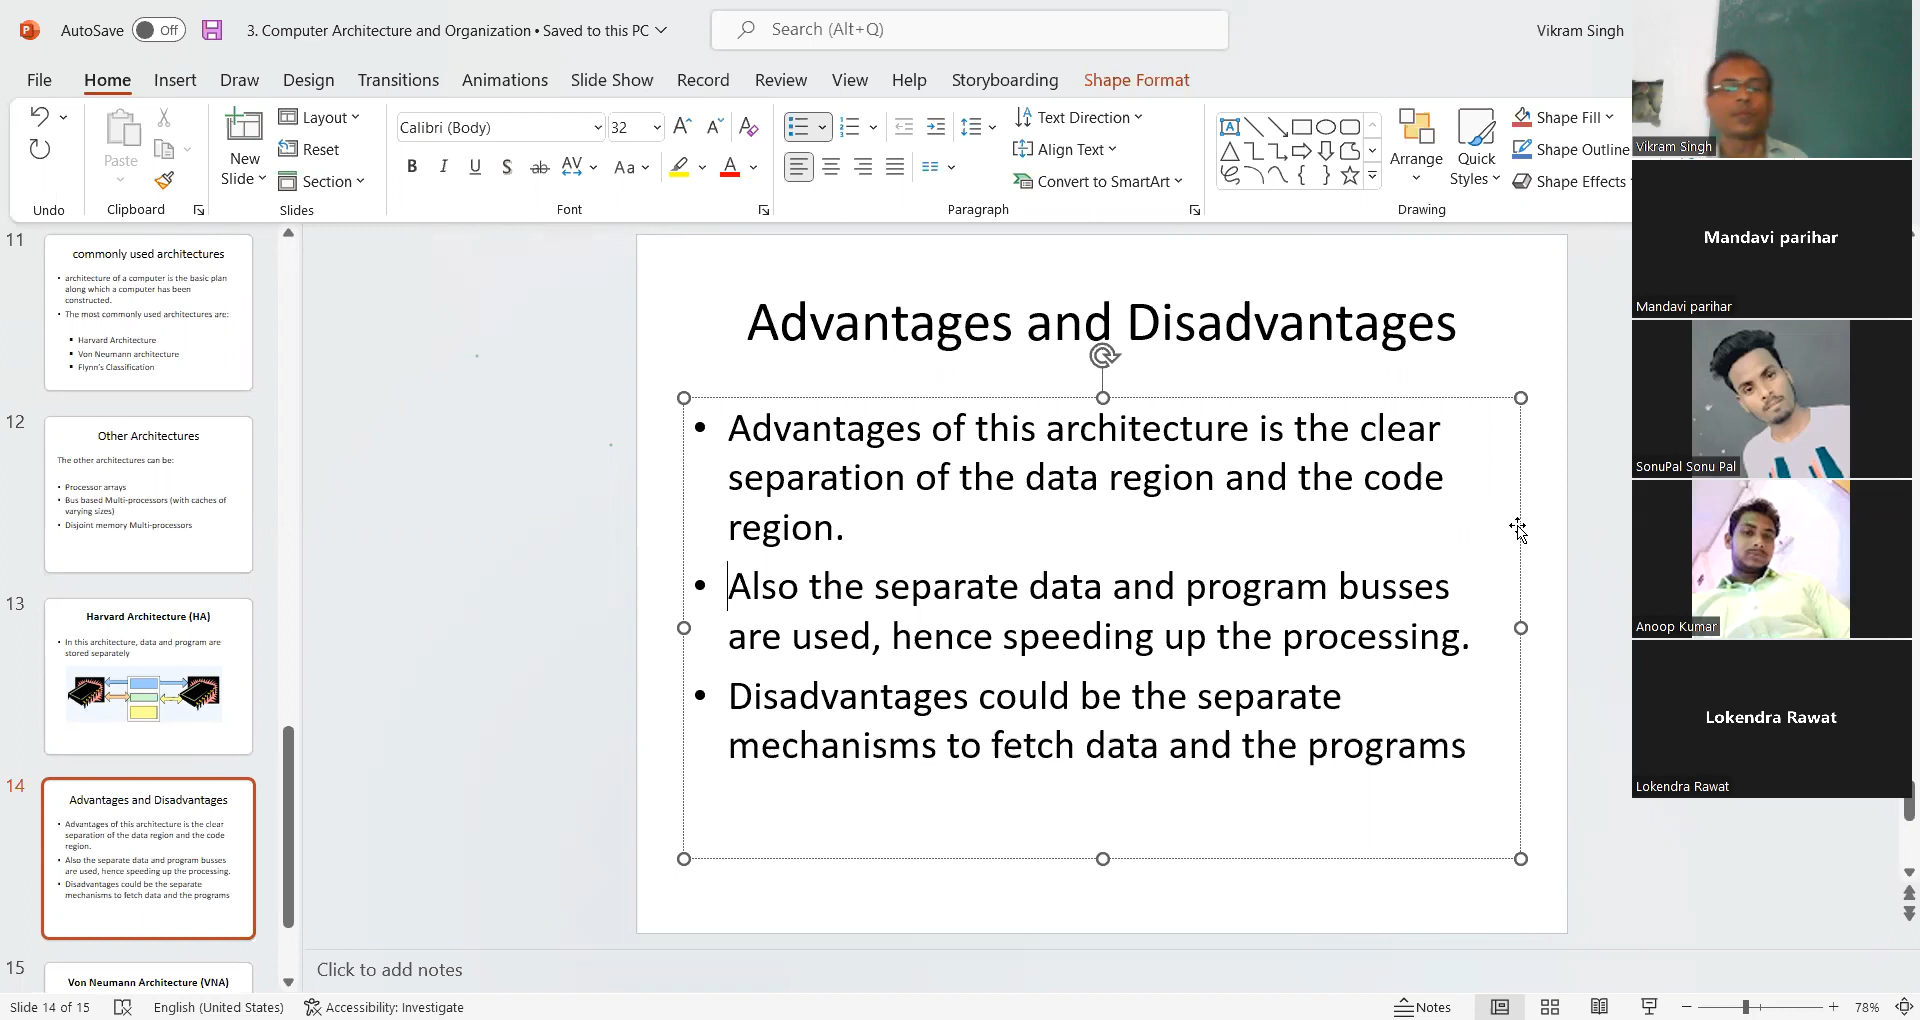 AutoSave Off 3. Computer Architecture and Organization • Saved to this PC Search (Alt+Q) Vikram Singh
File Home Insert Draw Design Transitions Animations Slide Show Record Review View Help Storyboarding Shape Format
Paste
New Slide
Layout
Reset
Section
Calibri (Body) 32
Text Direction
Align Text
Convert to SmartArt
Arrange
Quick Styles
Shape Fill
Shape Outline
Shape Effects
Undo Clipboard Slides Font Paragraph Drawing
11
commonly used architectures
• architecture of a computer is the basic plan
along which a computer has been
constructed.
• The most commonly used architectures are:
▪ Harvard Architecture
▪ Von Neumann architecture
▪ Flynn's Classification
12
Other Architectures
The other architectures can be:
• Processor arrays
• Bus based Multi-processors (with caches of
varying sizes)
• Disjoint memory Multi-processors
13
Harvard Architecture (HA)
• In this architecture, data and program are
stored separately
14
Advantages and Disadvantages
• Advantages of this architecture is the clear
separation of the data region and the code
region.
• Also the separate data and program busses
are used, hence speeding up the processing.
• Disadvantages could be the separate
mechanisms to fetch data and the programs
15
Von Neumann Architecture (VNA)
Advantages and Disadvantages
• Advantages of this architecture is the clear
separation of the data region and the code
region.
• Also the separate data and program busses
are used, hence speeding up the processing.
• Disadvantages could be the separate
mechanisms to fetch data and the programs
Click to add notes
Vikram Singh
Mandavi parihar
Mandavi parihar
SonuPal Sonu Pal
Anoop Kumar
Lokendra Rawat
Lokendra Rawat
Slide 14 of 15 English (United States) Accessibility: Investigate Notes 78%